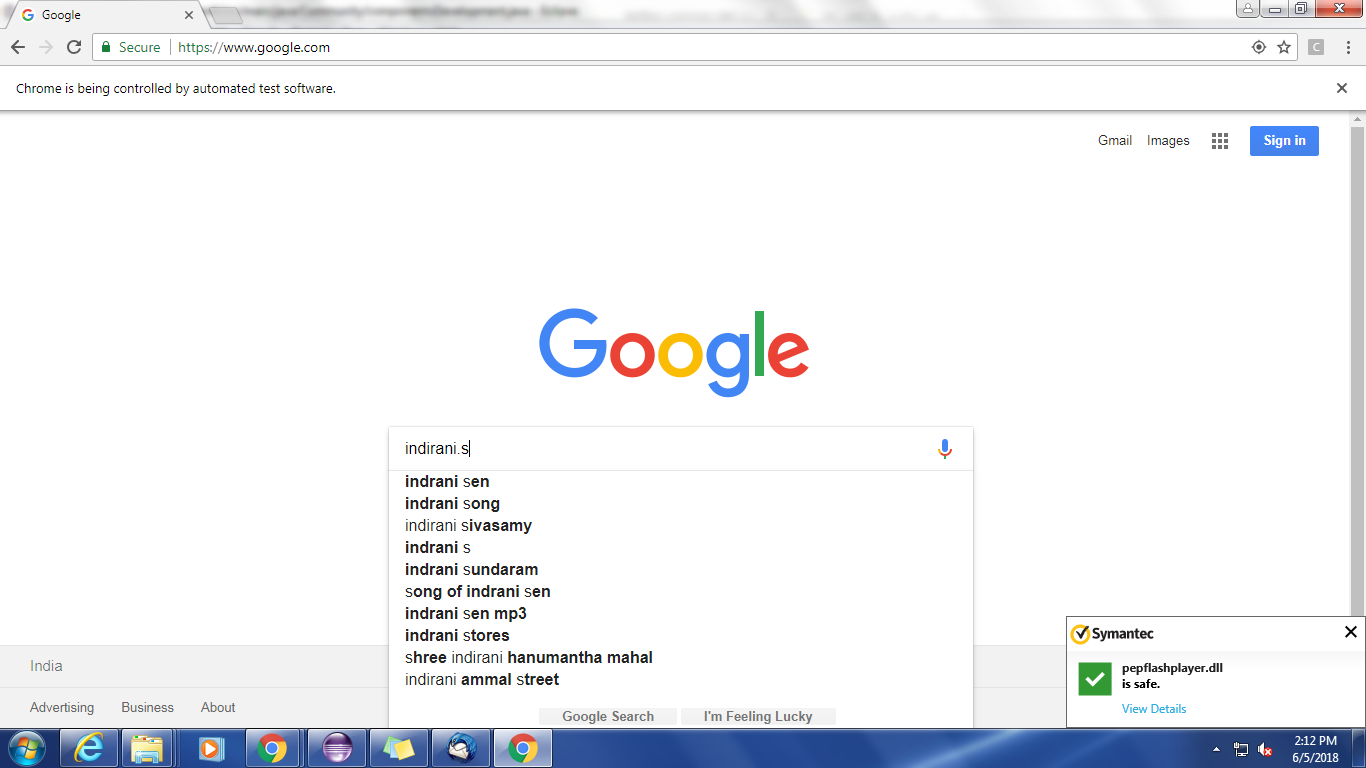 Google
Secure
https://www.google.com
C
Chrome is being controlled by automated test software.
Gmail Images Sign in
Google
indirani.s
indrani sen
indrani song
indirani sivasamy
indrani s
indrani sundaram
song of indrani sen
indrani sen mp3
indrani stores
shree indirani hanumantha mahal
indirani ammal street
Google Search I'm Feeling Lucky
India
Advertising Business About
Symantec
pepflashplayer.dll
is safe.
View Details
2:12 PM
6/5/2018